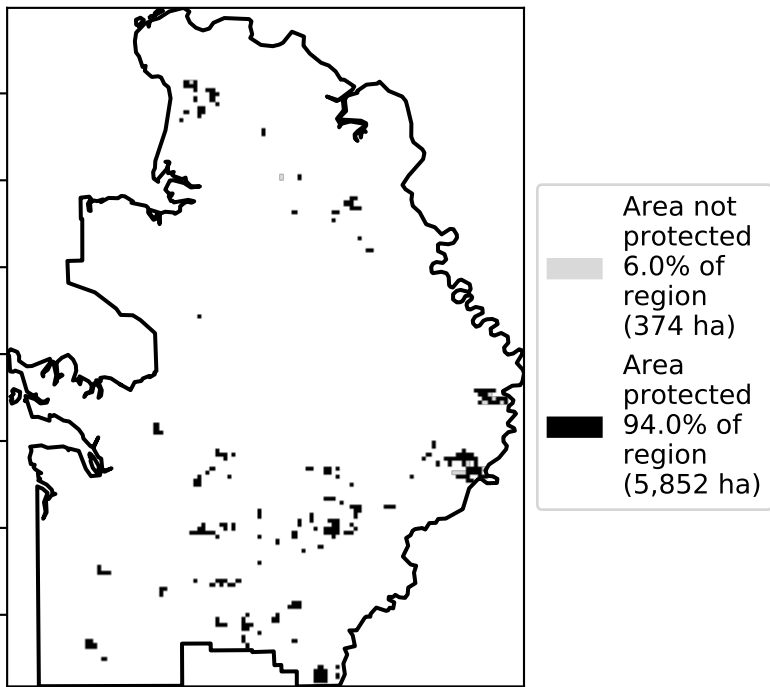 Area not
protected
6.0% of
region
(374 ha)
Area
protected
94.0% of
region
(5,852 ha)